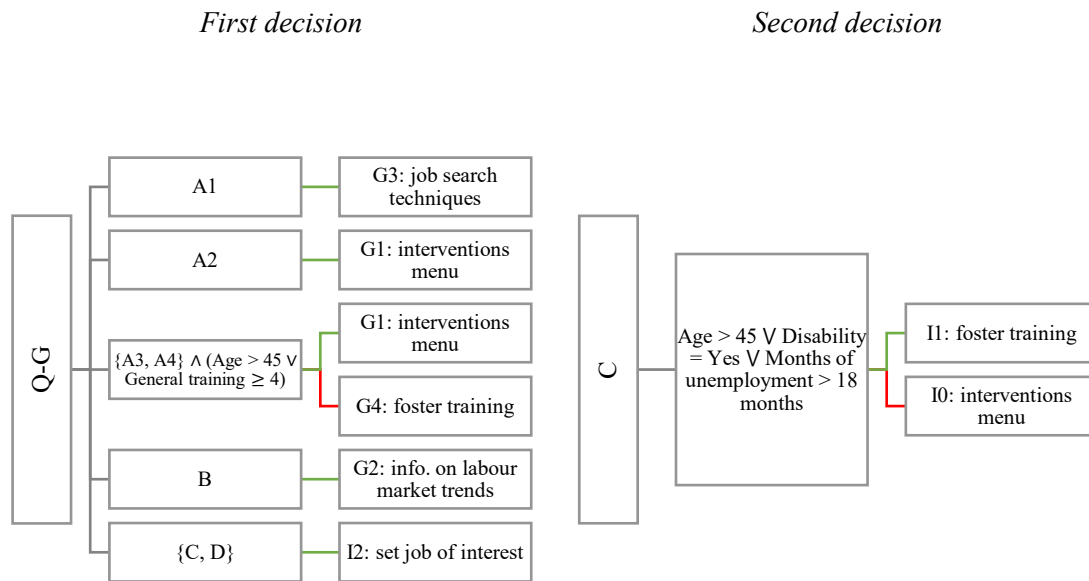 First decision
Second decision
Q-G
A1
G3: job search
techniques
A2
G1: interventions
menu
{A3, A4} ∧ (Age > 45 ∨
General training ≥ 4)
G1: interventions
menu
G4: foster training
B
G2: info. on labour
market trends
{C, D}
I2: set job of interest
C
Age > 45 ⋁ Disability
= Yes ⋁ Months of
unemployment > 18
months
I1: foster training
I0: interventions
menu